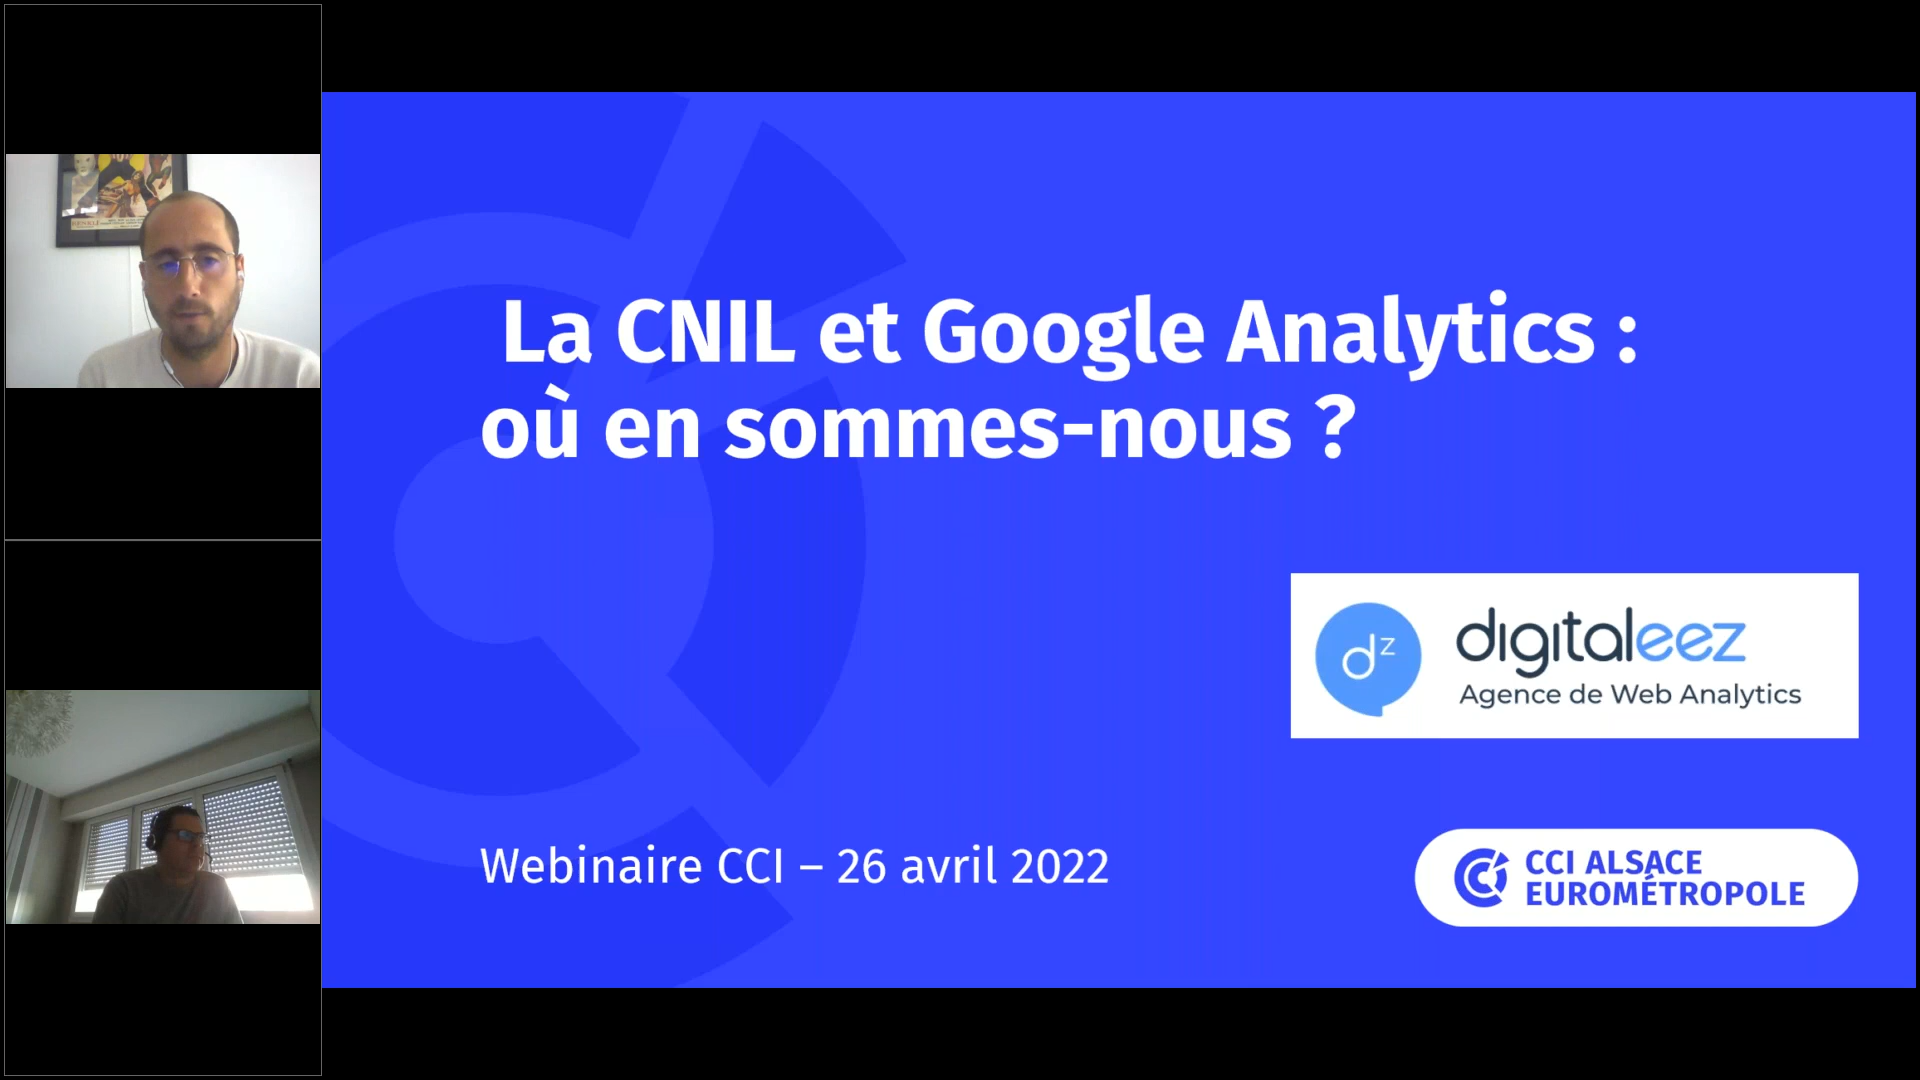 La CNIL et Google Analytics :
où en sommes-nous ?
dz
digitaleez
Agence de Web Analytics
Webinaire CCI – 26 avril 2022
CCI ALSACE
EUROMÉTROPOLE